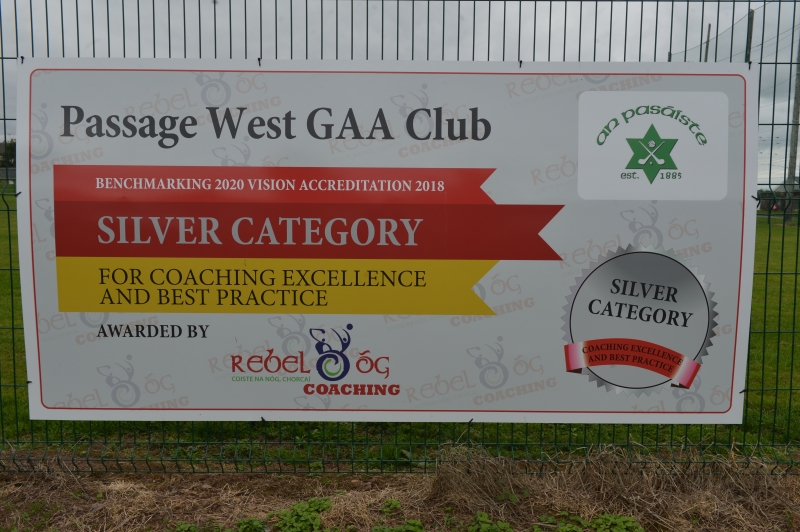 Passage West GAA Club
an pasáiste
est. 1885
BENCHMARKING 2020 VISION ACCREDITATION 2018
SILVER CATEGORY
FOR COACHING EXCELLENCE
AND BEST PRACTICE
AWARDED BY
Rebel Óg
COISTE NA NÓG, CHORCAÍ
COACHING
SILVER
CATEGORY
COACHING EXCELLENCE
AND BEST PRACTICE